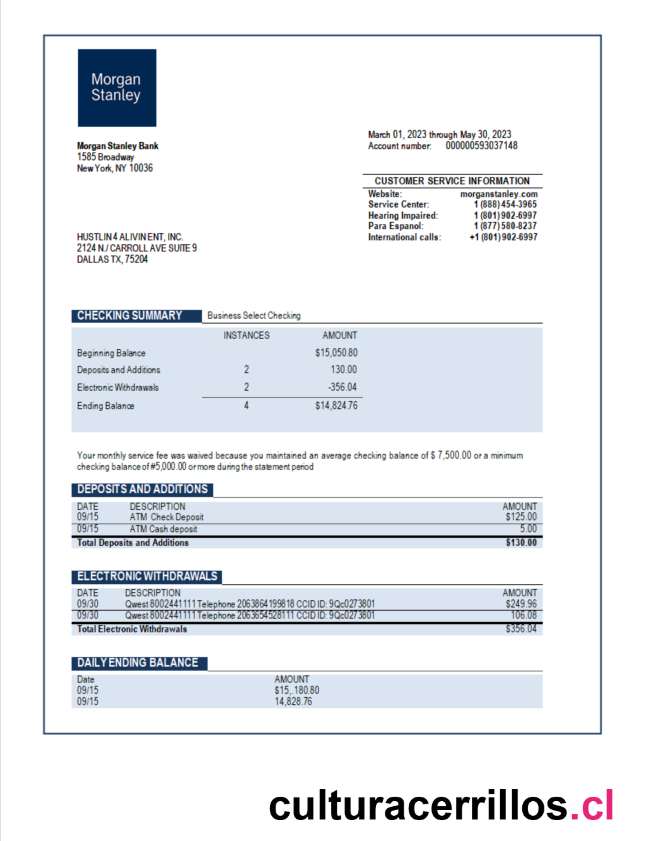 Morgan
Stanley
March 01, 2023 through May 30, 2023
Morgan Stanley Bank
Account number: 000000593037148
1585 Broadway
New York, NY 10036
CUSTOMER SERVICE INFORMATION
Website: morganstanley.com
Service Center: 1 (888) 454-3965
Hearing Impaired: 1 (801) 902-6997
Para Espanol: 1 (877) 580-8237
International calls: +1 (801) 902-6997
HUSTLIN 4 ALIVIN ENT, INC.
2124 N./ CARROLL AVE SUITE 9
DALLAS TX, 75204
CHECKING SUMMARY Business Select Checking
INSTANCES AMOUNT
Beginning Balance $15,050.80
Deposits and Additions 2 130.00
Electronic Withdrawals 2 -356.04
Ending Balance 4 $14,824.76
Your monthly service fee was waived because you maintained an average checking balance of $ 7,500.00 or a minimum
checking balance of #5,000.00 or more during the statement period
DEPOSITS AND ADDITIONS
DATE DESCRIPTION AMOUNT
09/15 ATM Check Deposit $125.00
09/15 ATM Cash deposit 5.00
Total Deposits and Additions $130.00
ELECTRONIC WITHDRAWALS
DATE DESCRIPTION AMOUNT
09/30 Qwest 8002441111 Telephone 2063864199818 CCID ID: 9Qc0273801 $249.96
09/30 Qwest 8002441111 Telephone 2063654528111 CCID ID: 9Qc0273801 106.08
Total Electronic Withdrawals $356.04
DAILY ENDING BALANCE
Date AMOUNT
09/15 $15,.180.80
09/15 14,828.76
culturacerrillos.cl